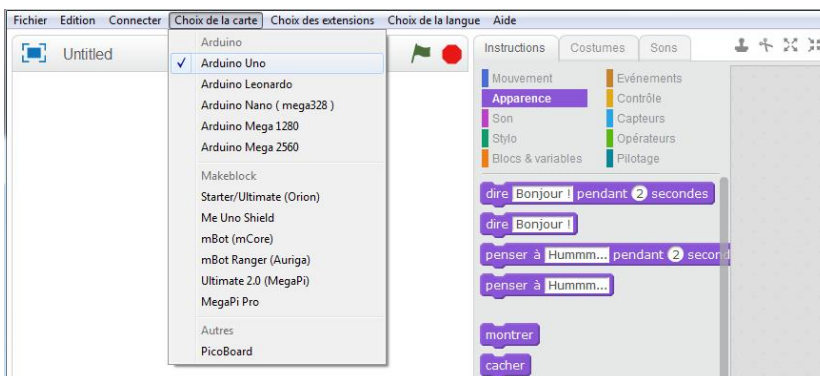 Fichier Edition Connecter Choix de la carte Choix des extensions Choix de la langue Aide
Untitled
Arduino
✓ Arduino Uno
Arduino Leonardo
Arduino Nano ( mega328 )
Arduino Mega 1280
Arduino Mega 2560
Makeblock
Starter/Ultimate (Orion)
Me Uno Shield
mBot (mCore)
mBot Ranger (Auriga)
Ultimate 2.0 (MegaPi)
MegaPi Pro
Autres
PicoBoard
Instructions Costumes Sons
Mouvement Evénements
Apparence Contrôle
Son Capteurs
Stylo Opérateurs
Blocs & variables Pilotage
dire Bonjour ! pendant 2 secondes
dire Bonjour !
penser à Hummm... pendant 2 second
penser à Hummm...
montrer
cacher